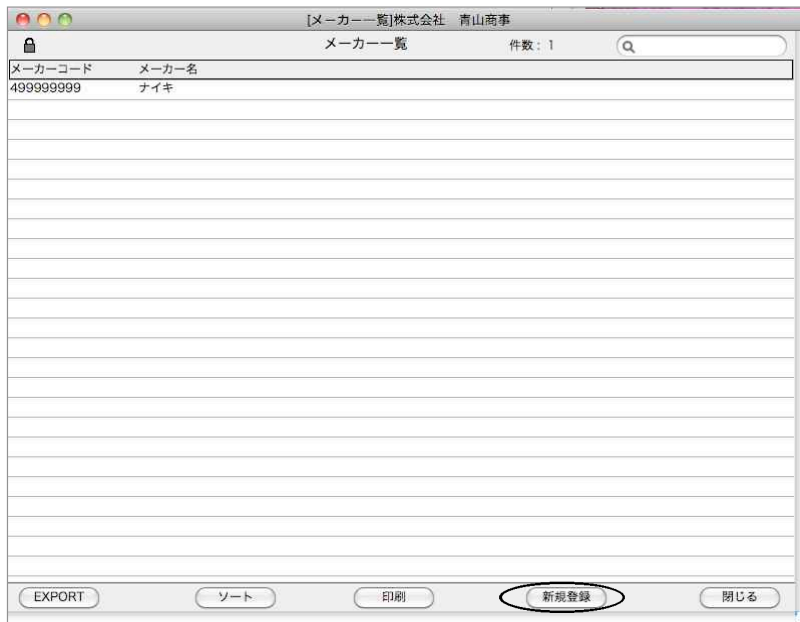 [メーカー一覧]株式会社　青山商事
メーカー一覧 件数： 1
メーカーコード メーカー名
499999999 ナイキ
EXPORT ソート 印刷 新規登録 閉じる